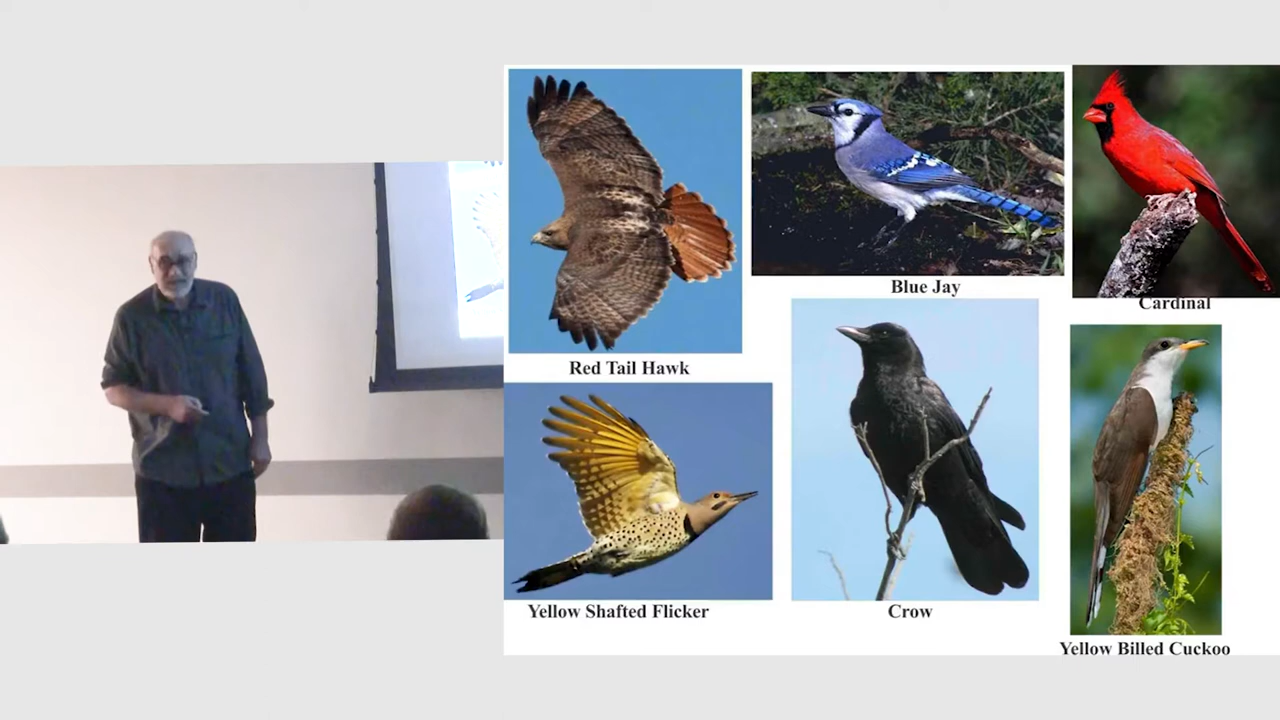 Red Tail Hawk
Blue Jay
Cardinal
Yellow Shafted Flicker
Crow
Yellow Billed Cuckoo